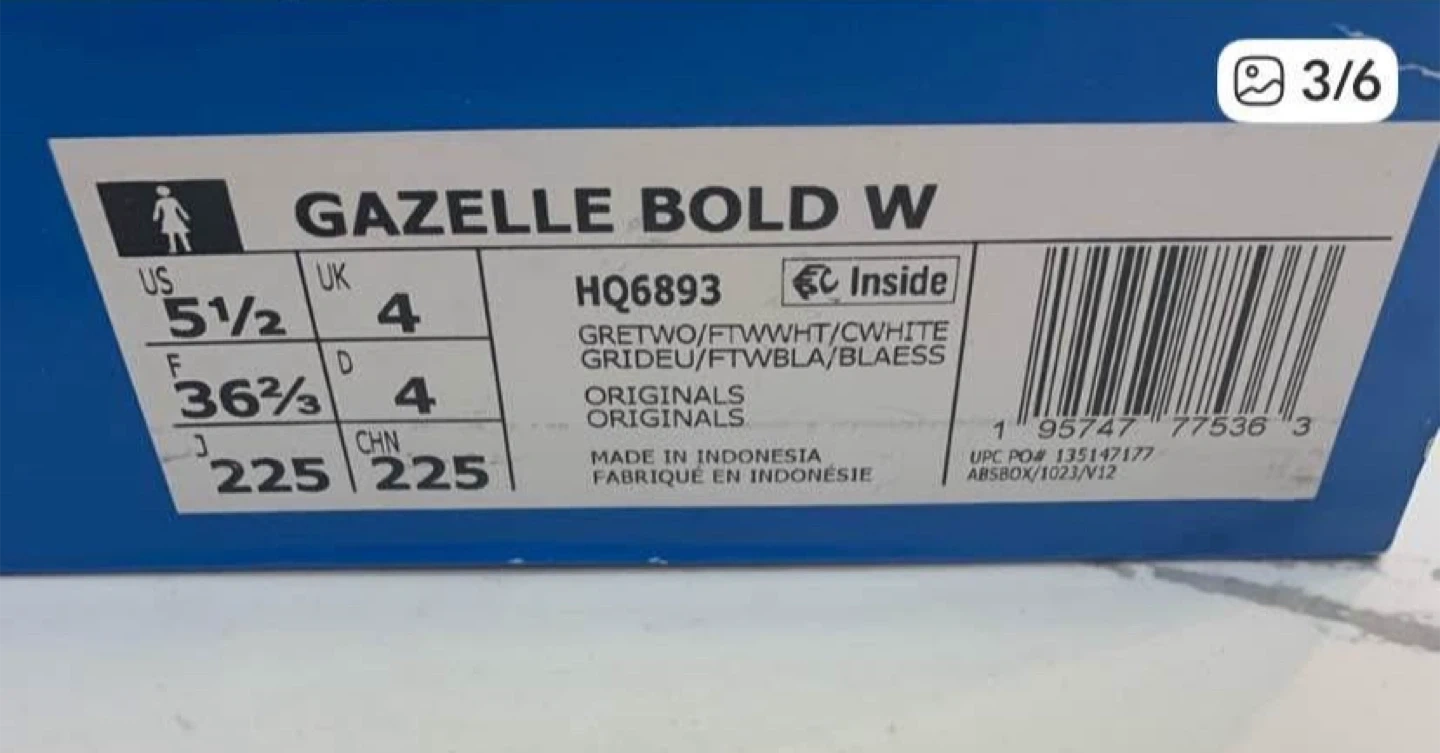 3/6
GAZELLE BOLD W
US
5½
UK
4
F
36⅔
D
4
J
225
CHN
225
HQ6893
Inside
GRETWO/FTWWHT/CWHITE
GRIDEU/FTWBLA/BLAESS
ORIGINALS
ORIGINALS
MADE IN INDONESIA
FABRIQUÉ EN INDONÉSIE
1 95747 77536 3
UPC PO# 135147177
ABSBOX/1023/V12